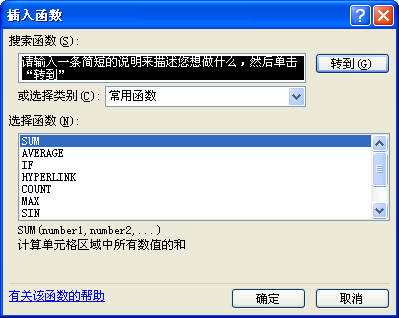 插入函数
搜索函数(S):
请输入一条简短的说明来描述您想做什么，然后单击
“转到”
转到(G)
或选择类别(C):
常用函数
选择函数(N):
SUM
AVERAGE
IF
HYPERLINK
COUNT
MAX
SIN
SUM(number1,number2,...)
计算单元格区域中所有数值的和
有关该函数的帮助
确定
取消